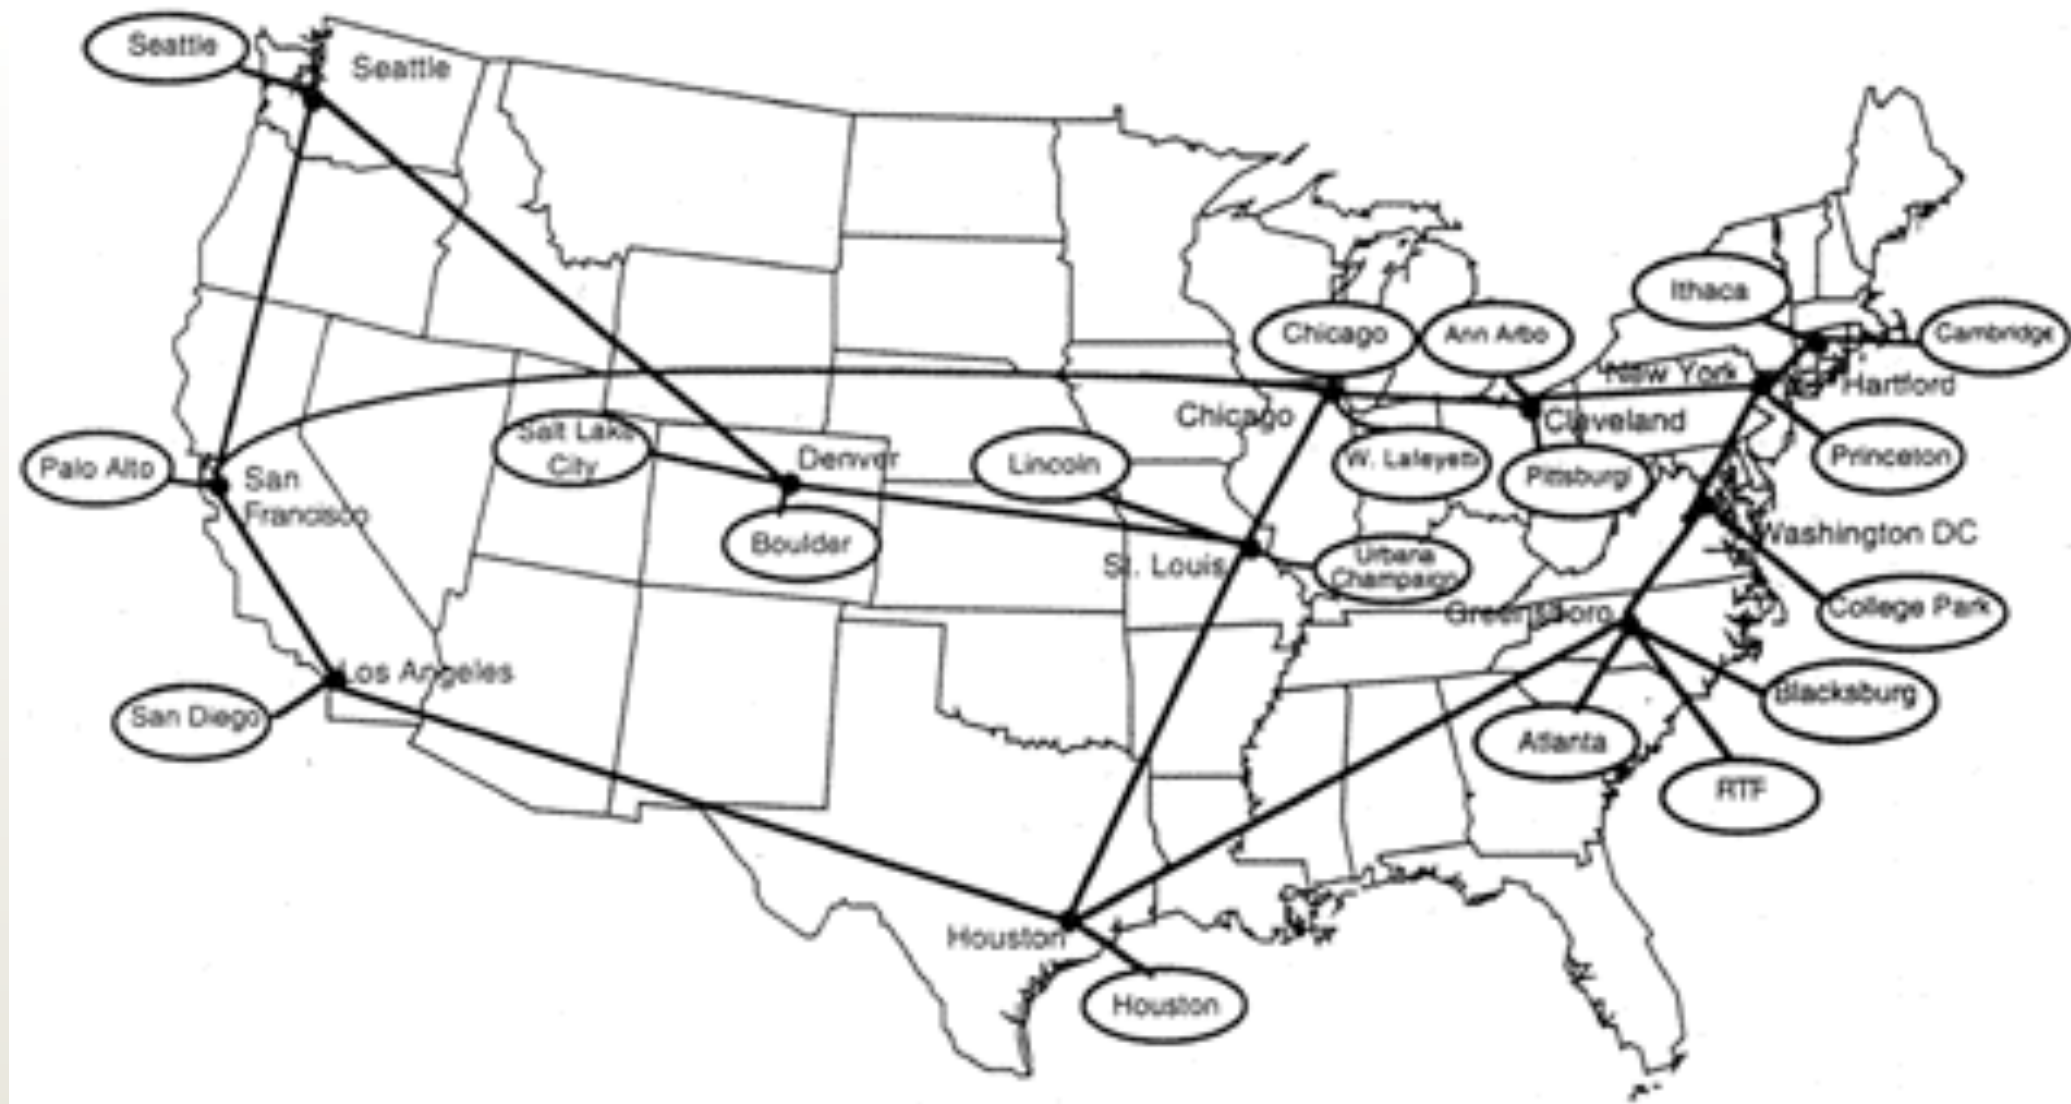 Seattle
Seattle
Ithaca
Chicago
Ann Arbo
Cambridge
New York
Hartford
Chicago
Cleveland
Salt Lake
City
Denver
Lincoln
W. Lafeyett
Pittsburgl
Princeton
Palo Alto
San
Francisco
Boulder
St. Louis
Urbana
Champaign
Washington DC
Greensboro
College Park
Los Angeles
San Diego
Blacksburg
Atlanta
RTF
Houston
Houston